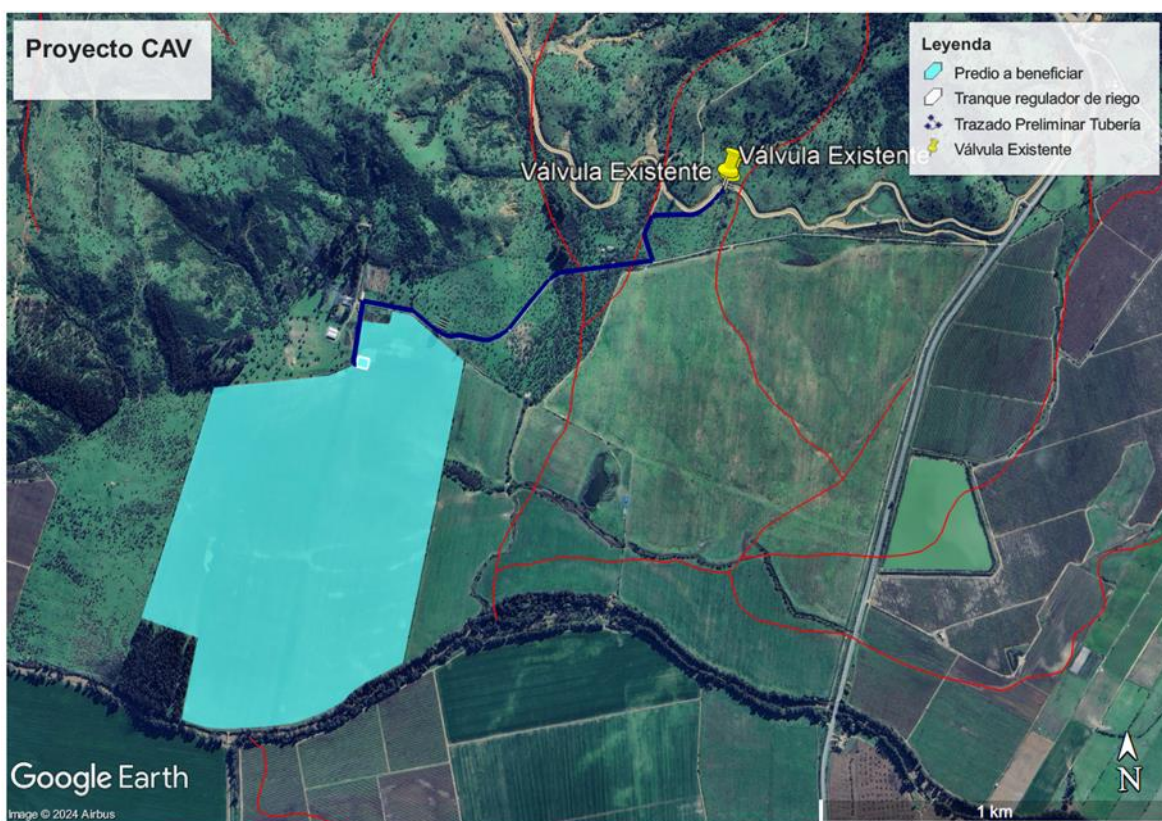 Proyecto CAV
Leyenda
Predio a beneficiar
Tranque regulador de riego
Trazado Preliminar Tubería
Válvula Existente
Válvula Existente
Válvula Existente
Google Earth
Image © 2024 Airbus
N
1 km